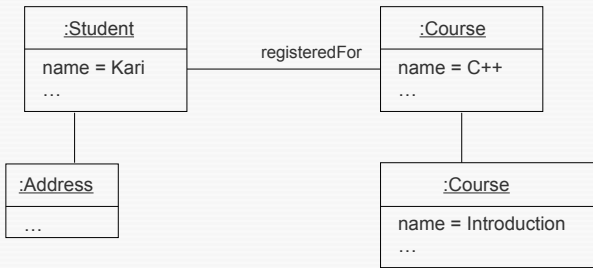 :Student
name = Kari
…
registeredFor
:Course
name = C++
…
:Address
…
:Course
name = Introduction
…